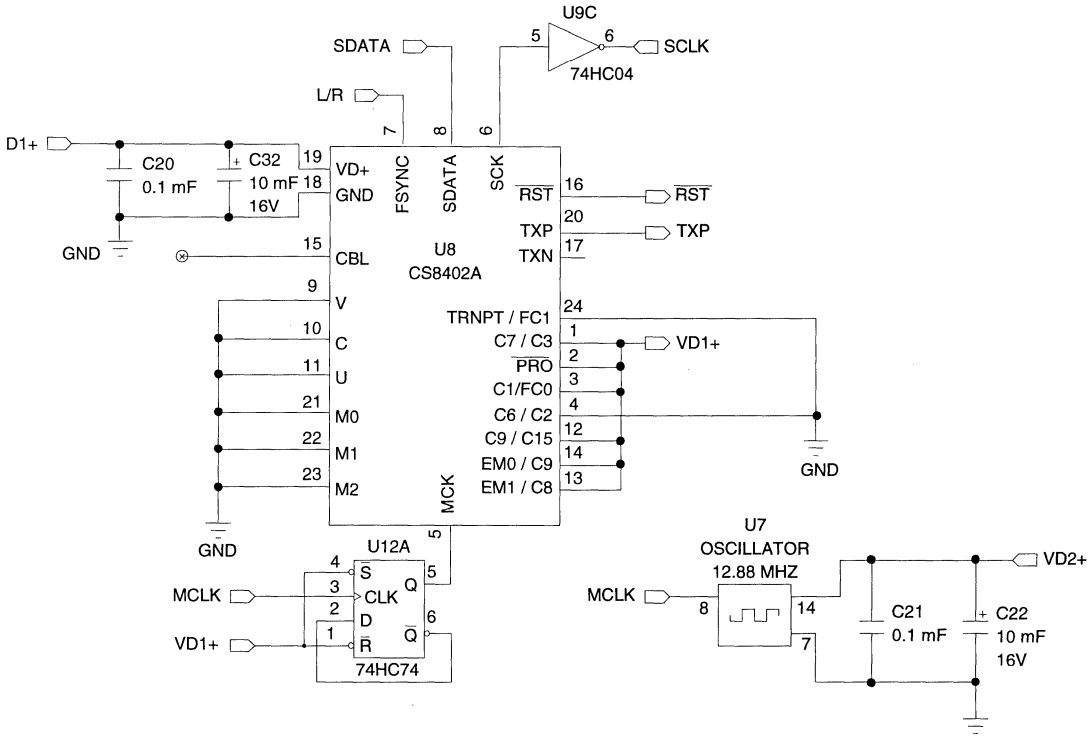 U9C
SDATA
5
6
SCLK
74HC04
L/R
7
8
6
D1+
C20
0.1 mF
C32
10 mF
16V
+
19
VD+
18
GND
FSYNC
SDATA
SCK
RST
16
RST
TXP
20
TXP
TXN
17
GND
15
CBL
U8
CS8402A
9
V
10
C
11
U
21
M0
22
M1
23
M2
GND
TRNPT / FC1
24
C7 / C3
1
VD1+
PRO
2
C1/FC0
3
C6 / C2
4
C9 / C15
12
EM0 / C9
14
EM1 / C8
13
GND
MCK
5
U12A
4
S
Q
5
MCLK
3
CLK
2
D
6
Q
VD1+
1
R
74HC74
U7
OSCILLATOR
12.88 MHZ
MCLK
8
14
7
VD2+
C21
0.1 mF
+
C22
10 mF
16V